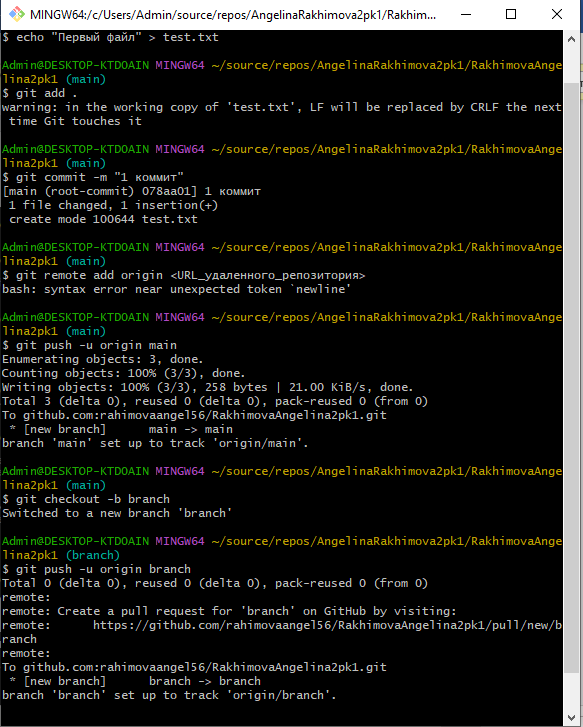 MINGW64:/c/Users/Admin/source/repos/AngelinaRakhimova2pk1/Rakhim...
$ echo "Первый файл" > test.txt
Admin@DESKTOP-KTDOAIN MINGW64 ~/source/repos/AngelinaRakhimova2pk1/RakhimovaAnge
lina2pk1 (main)
$ git add .
warning: in the working copy of 'test.txt', LF will be replaced by CRLF the next
 time Git touches it
Admin@DESKTOP-KTDOAIN MINGW64 ~/source/repos/AngelinaRakhimova2pk1/RakhimovaAnge
lina2pk1 (main)
$ git commit -m "1 коммит"
[main (root-commit) 078aa01] 1 коммит
 1 file changed, 1 insertion(+)
 create mode 100644 test.txt
Admin@DESKTOP-KTDOAIN MINGW64 ~/source/repos/AngelinaRakhimova2pk1/RakhimovaAnge
lina2pk1 (main)
$ git remote add origin <URL_удаленного_репозитория>
bash: syntax error near unexpected token `newline'
Admin@DESKTOP-KTDOAIN MINGW64 ~/source/repos/AngelinaRakhimova2pk1/RakhimovaAnge
lina2pk1 (main)
$ git push -u origin main
Enumerating objects: 3, done.
Counting objects: 100% (3/3), done.
Writing objects: 100% (3/3), 258 bytes | 21.00 KiB/s, done.
Total 3 (delta 0), reused 0 (delta 0), pack-reused 0 (from 0)
To github.com:rahimovaangel56/RakhimovaAngelina2pk1.git
 * [new branch]      main -> main
branch 'main' set up to track 'origin/main'.
Admin@DESKTOP-KTDOAIN MINGW64 ~/source/repos/AngelinaRakhimova2pk1/RakhimovaAnge
lina2pk1 (main)
$ git checkout -b branch
Switched to a new branch 'branch'
Admin@DESKTOP-KTDOAIN MINGW64 ~/source/repos/AngelinaRakhimova2pk1/RakhimovaAnge
lina2pk1 (branch)
$ git push -u origin branch
Total 0 (delta 0), reused 0 (delta 0), pack-reused 0 (from 0)
remote:
remote: Create a pull request for 'branch' on GitHub by visiting:
remote:      https://github.com/rahimovaangel56/RakhimovaAngelina2pk1/pull/new/b
ranch
remote:
To github.com:rahimovaangel56/RakhimovaAngelina2pk1.git
 * [new branch]      branch -> branch
branch 'branch' set up to track 'origin/branch'.